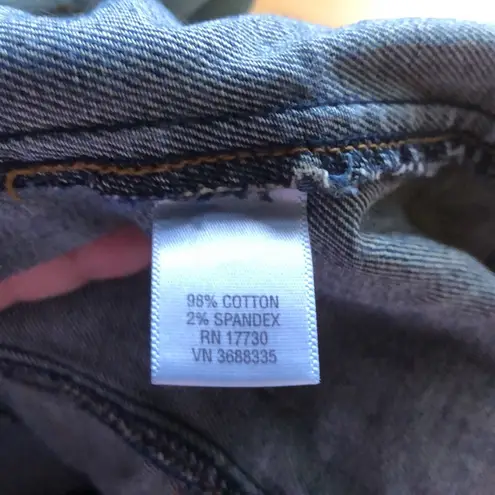 98% COTTON
2% SPANDEX
RN 17730
VN 3688335